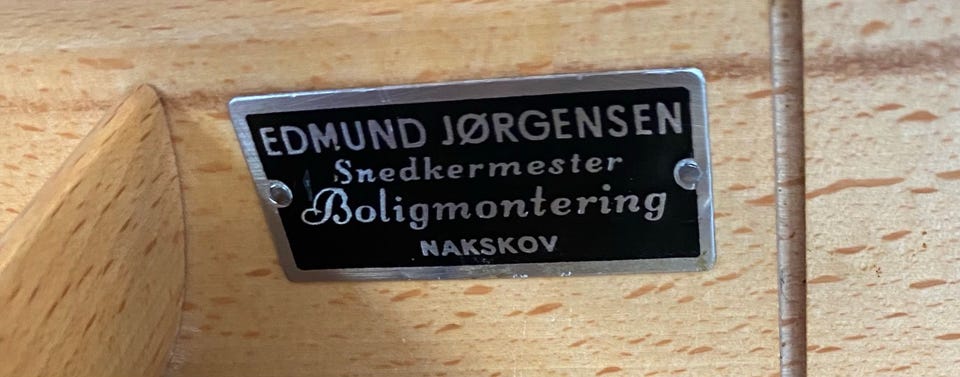 EDMUND JØRGENSEN
Snedkermester
Boligmontering
NAKSKOV